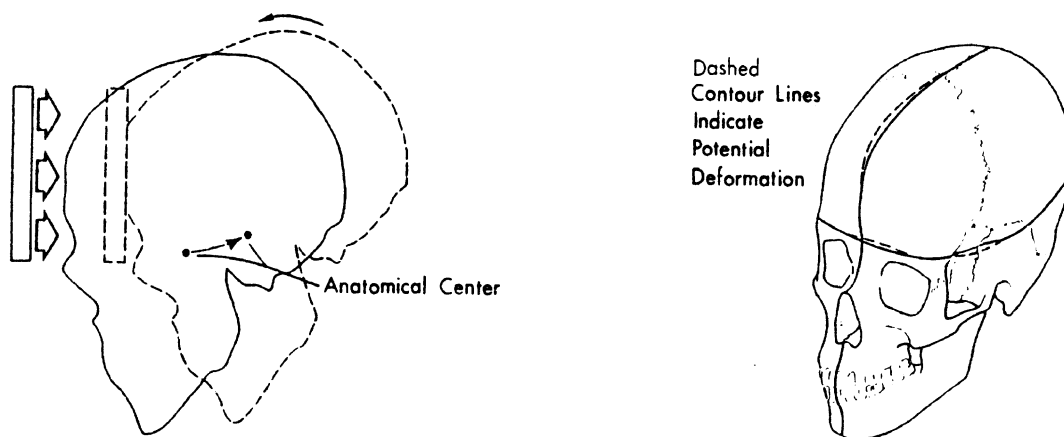 Anatomical Center
Dashed
Contour Lines
Indicate
Potential
Deformation